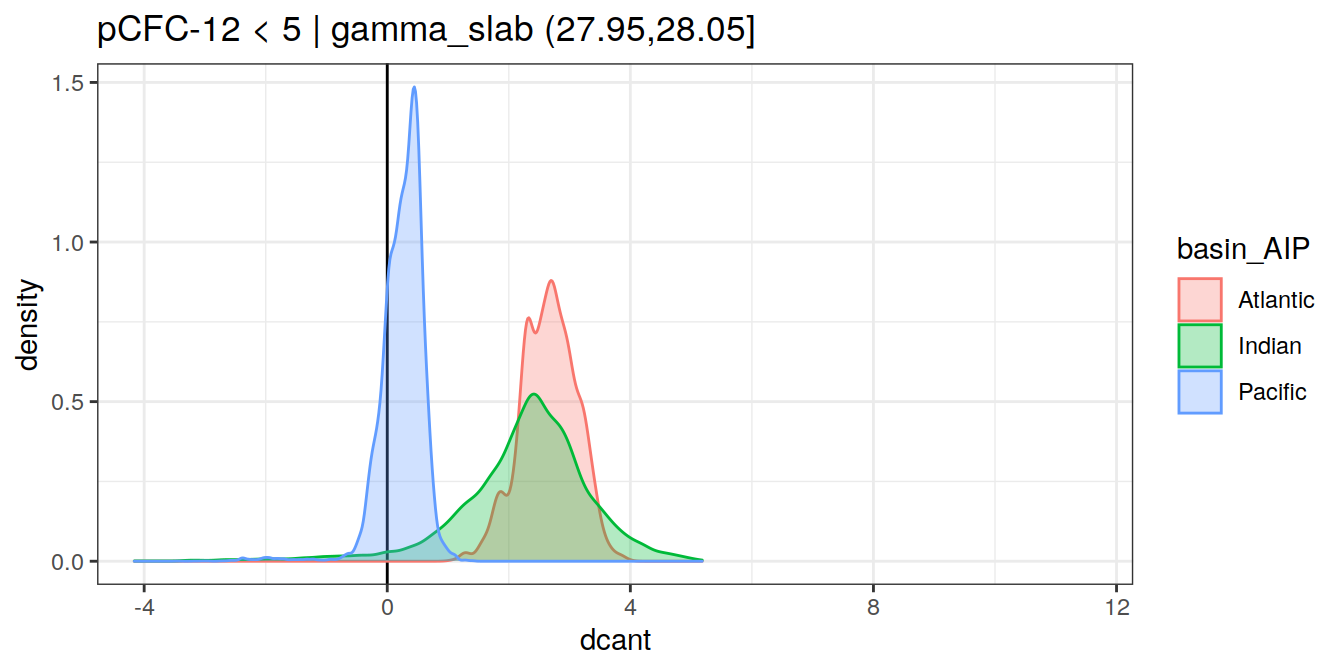 pCFC-12 < 5 | gamma_slab (27.95,28.05]
density
1.5
1.0
0.5
0.0
-4
0
4
8
12
dcant
basin_AIP
Atlantic
Indian
Pacific